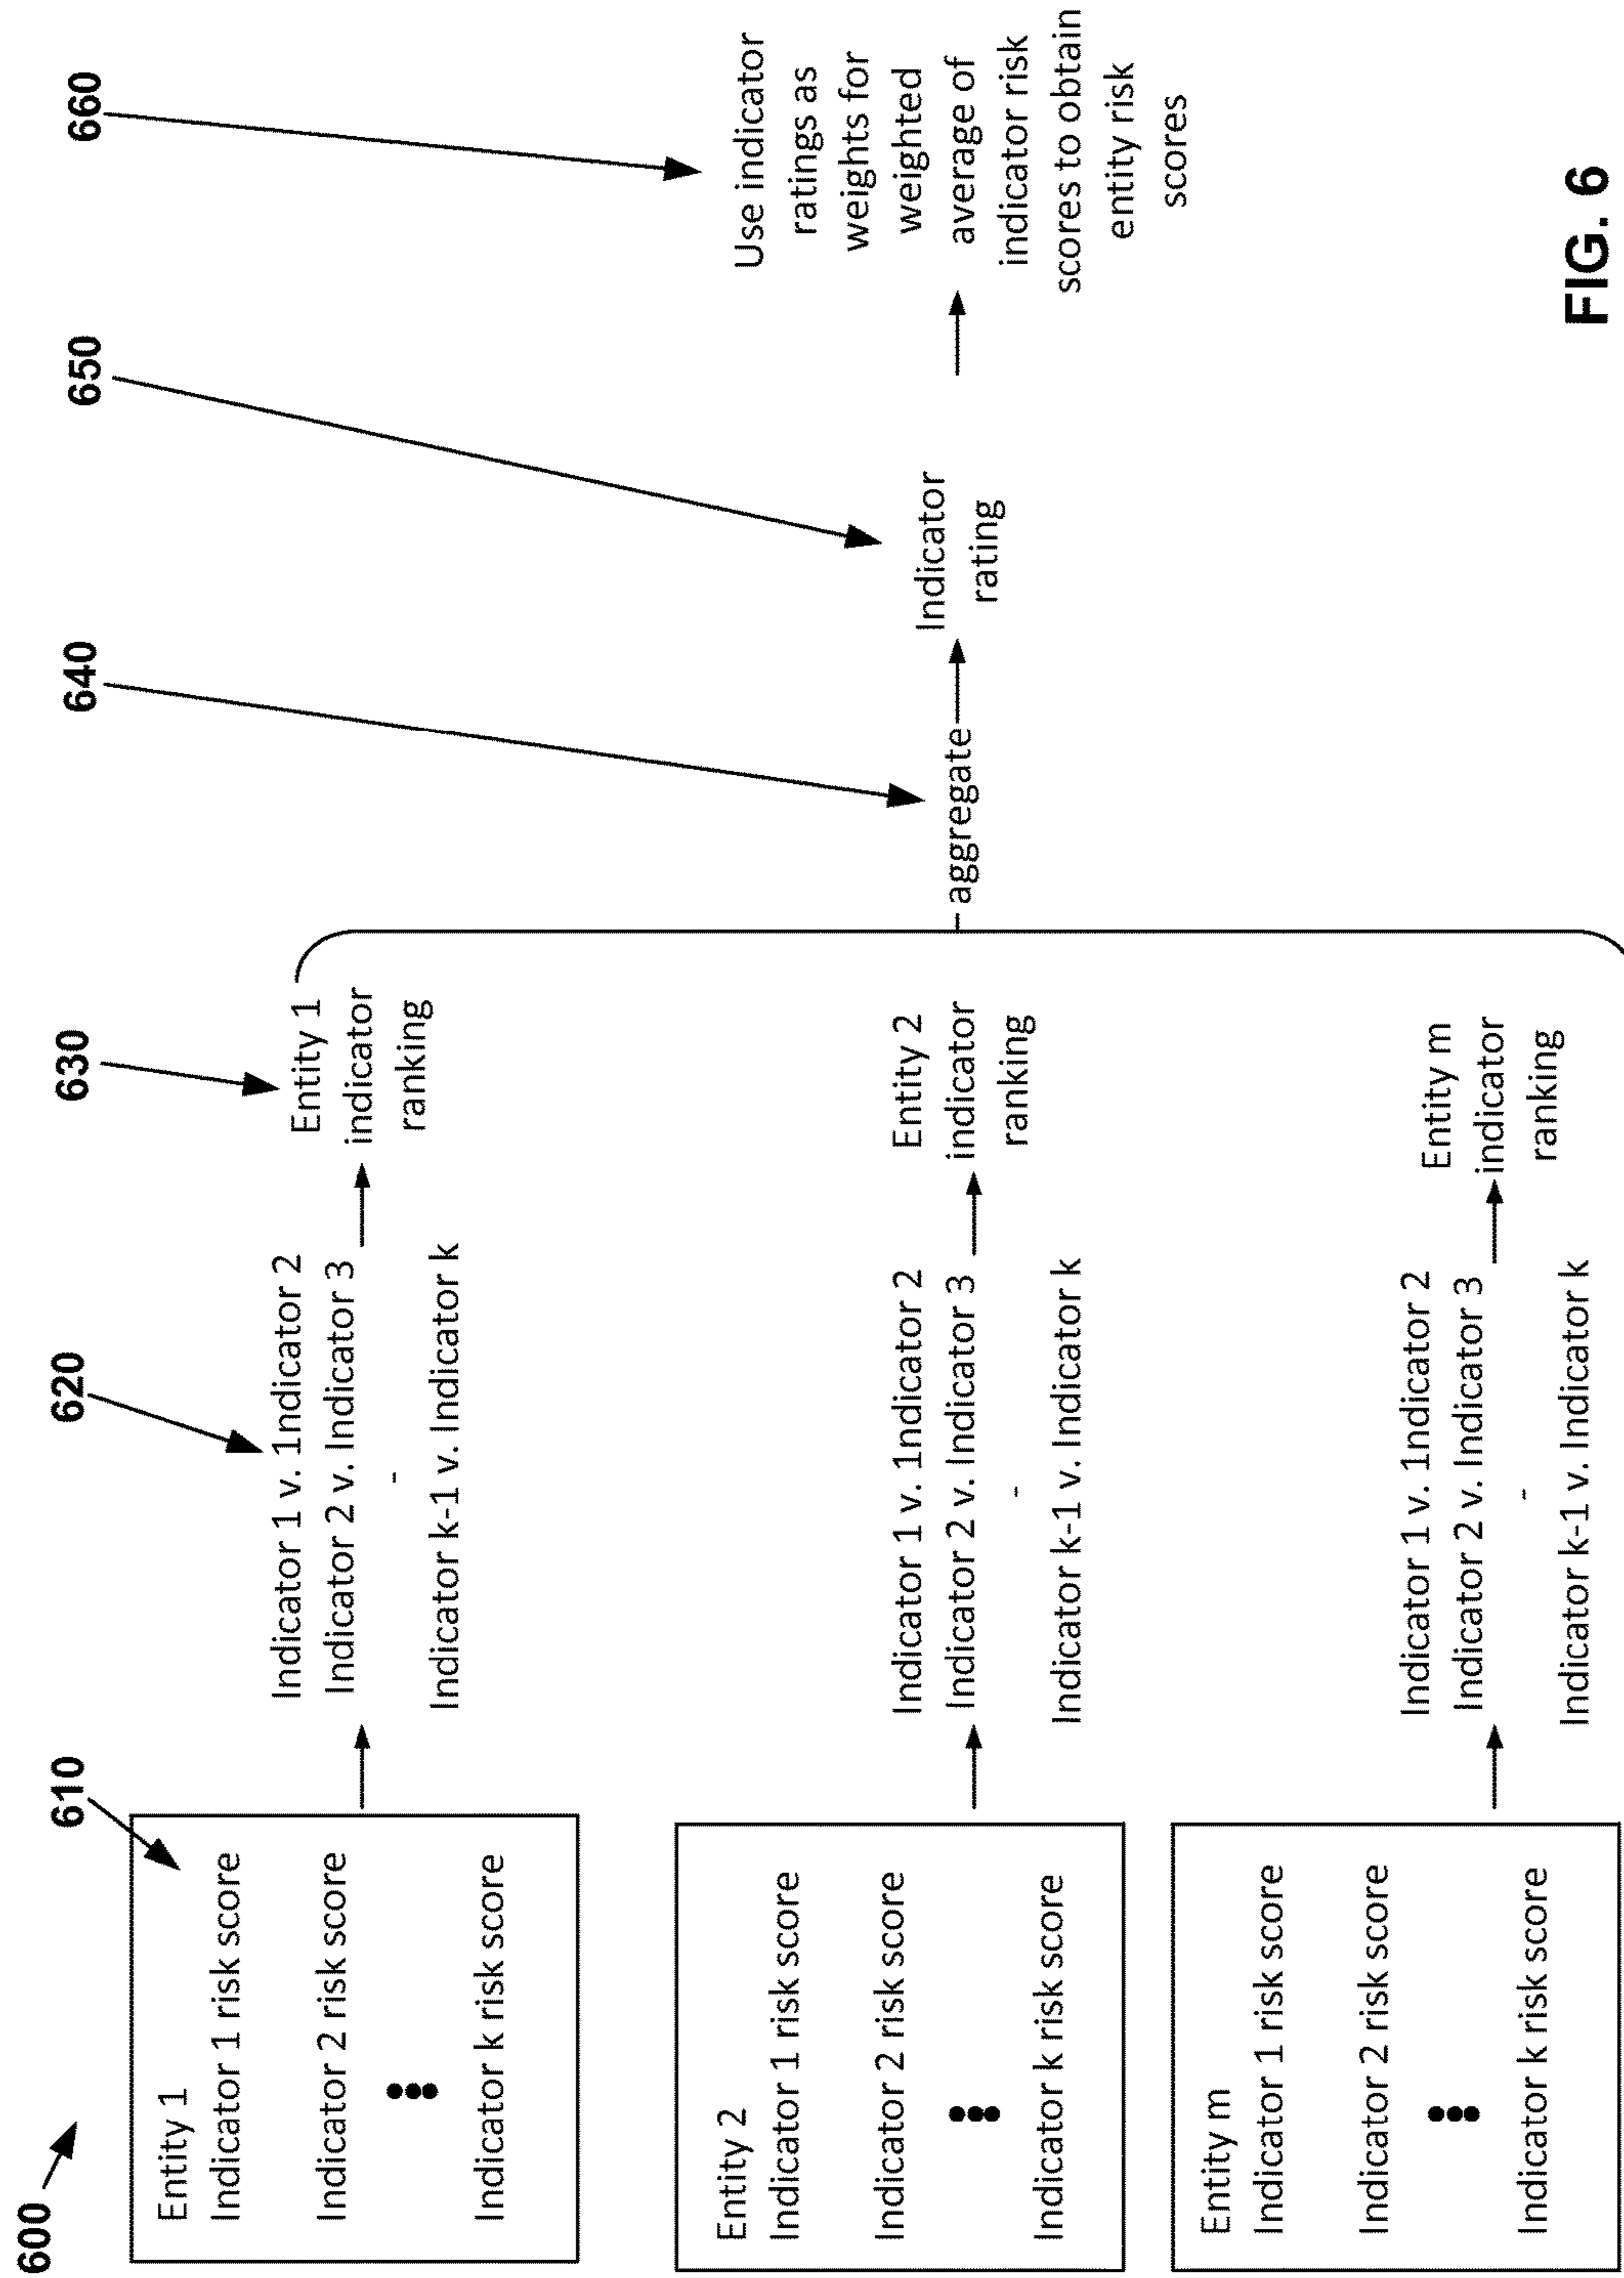 600
610
620
630
640
650
660
Entity 1
Indicator 1 risk score
Indicator 2 risk score
Indicator k risk score
Indicator 1 v. 1ndicator 2
Indicator 2 v. Indicator 3
-
Indicator k-1 v. Indicator k
Entity 1
indicator
ranking
Entity 2
Indicator 1 risk score
Indicator 2 risk score
Indicator k risk score
Indicator 1 v. 1ndicator 2
Indicator 2 v. Indicator 3
-
Indicator k-1 v. Indicator k
Entity 2
indicator
ranking
Entity m
Indicator 1 risk score
Indicator 2 risk score
Indicator k risk score
Indicator 1 v. 1ndicator 2
Indicator 2 v. Indicator 3
-
Indicator k-1 v. Indicator k
Entity m
indicator
ranking
aggregate
Indicator
rating
Use indicator
ratings as
weights for
weighted
average of
indicator risk
scores to obtain
entity risk
scores
FIG. 6